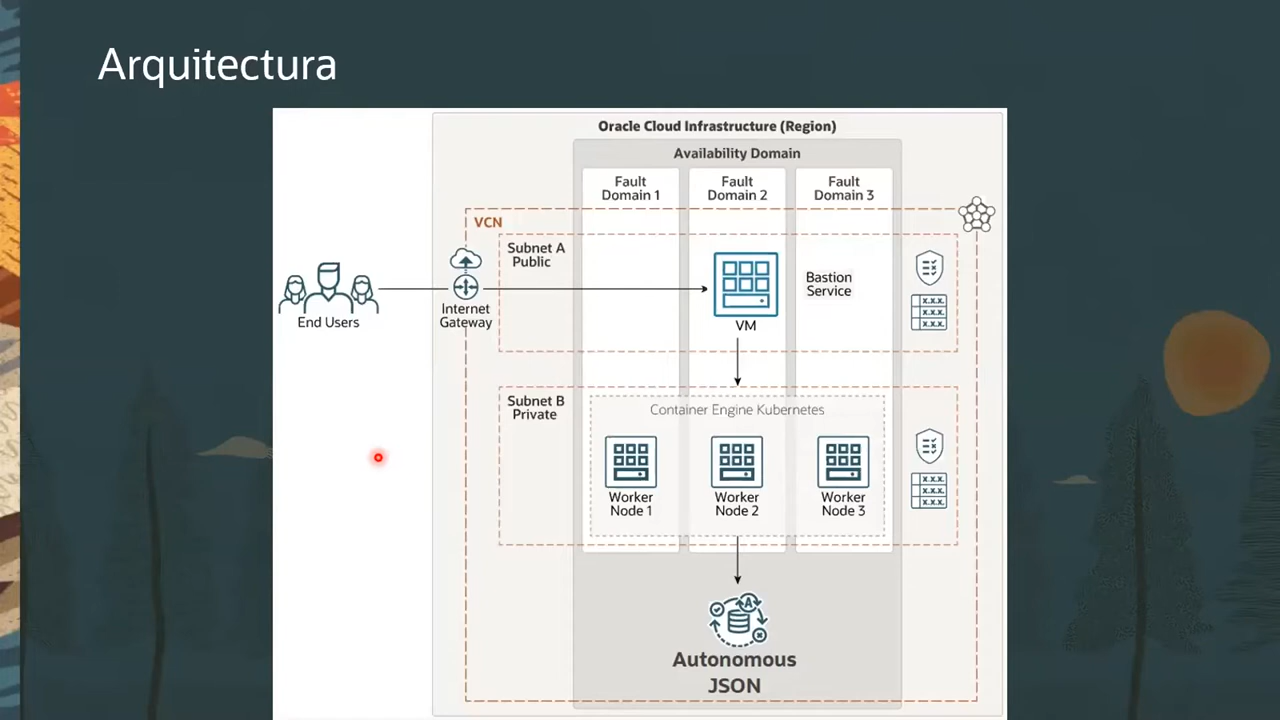 Arquitectura
Oracle Cloud Infrastructure (Region)
Availability Domain
Fault
Domain 1
Fault
Domain 2
Fault
Domain 3
VCN
Subnet A
Public
End Users
Internet
Gateway
VM
Bastion
Service
X.X.X.
X.X.X.
X.X.X.
Subnet B
Private
Container Engine Kubernetes
Worker
Node 1
Worker
Node 2
Worker
Node 3
X.X.X.
X.X.X.
X.X.X.
A
Autonomous
JSON